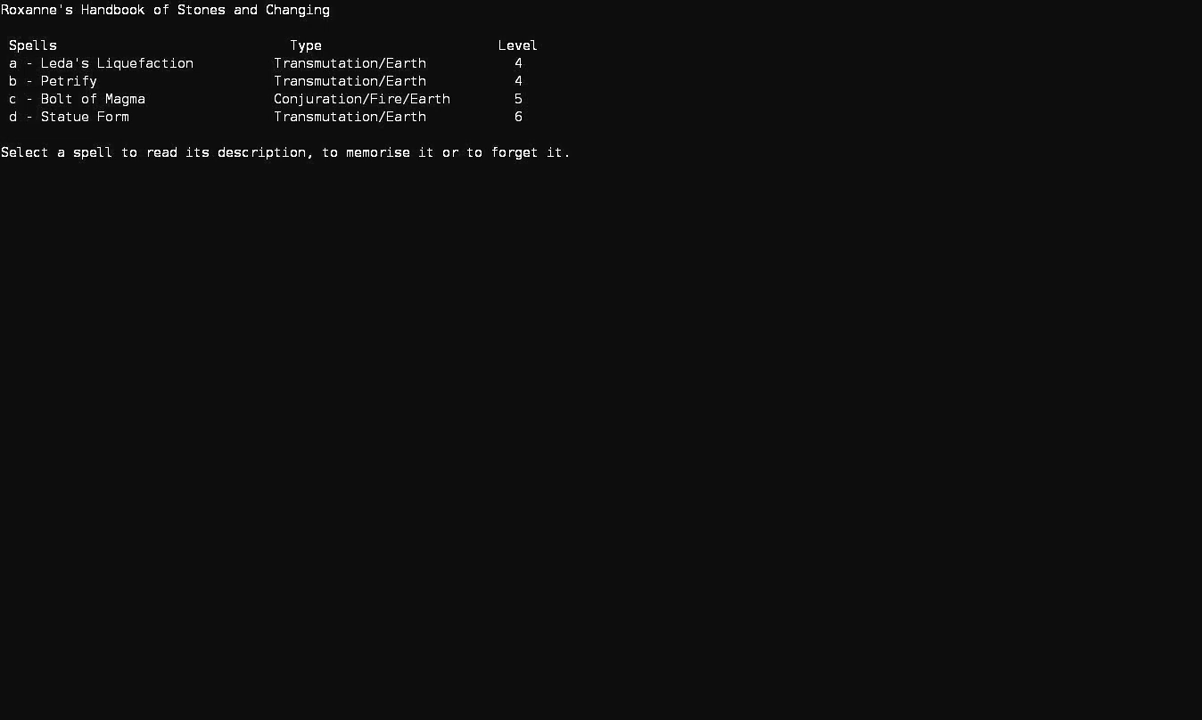 Roxanne's Handbook of Stones and Changing
Spells Type Level
a - Leda's Liquefaction Transmutation/Earth 4
b - Petrify Transmutation/Earth 4
c - Bolt of Magma Conjuration/Fire/Earth 5
d - Statue Form Transmutation/Earth 6
Select a spell to read its description, to memorise it or to forget it.